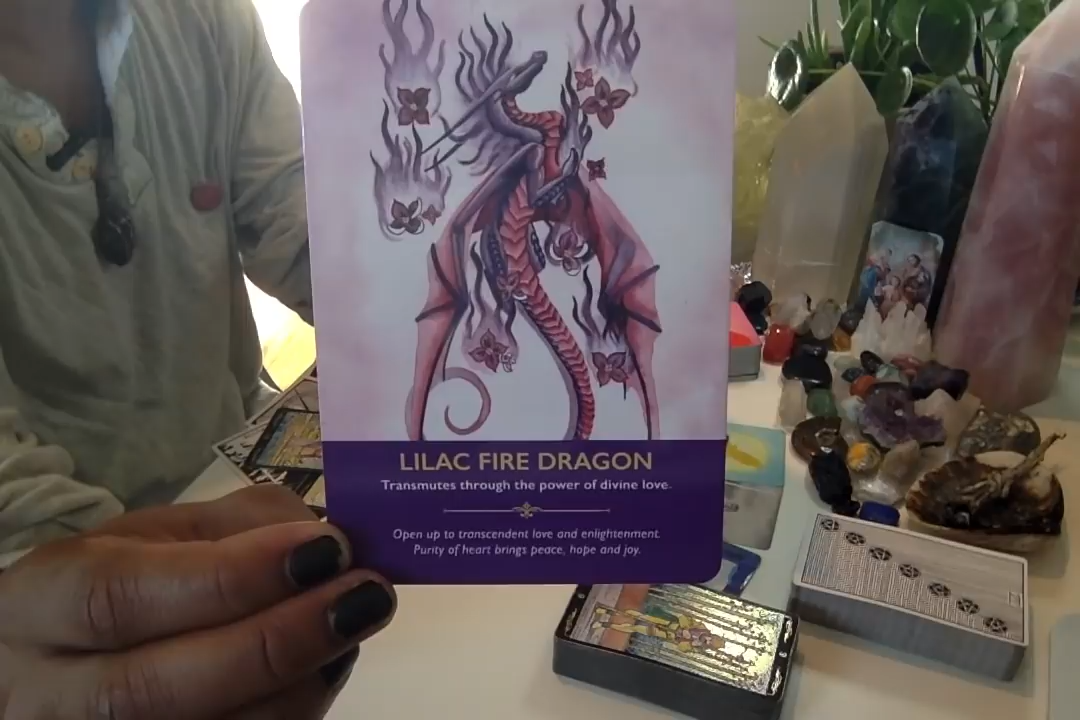 LILAC FIRE DRAGON
Transmutes through the power of divine love.
Open up to transcendent love and enlightenment.
Purity of heart brings peace, hope and joy.